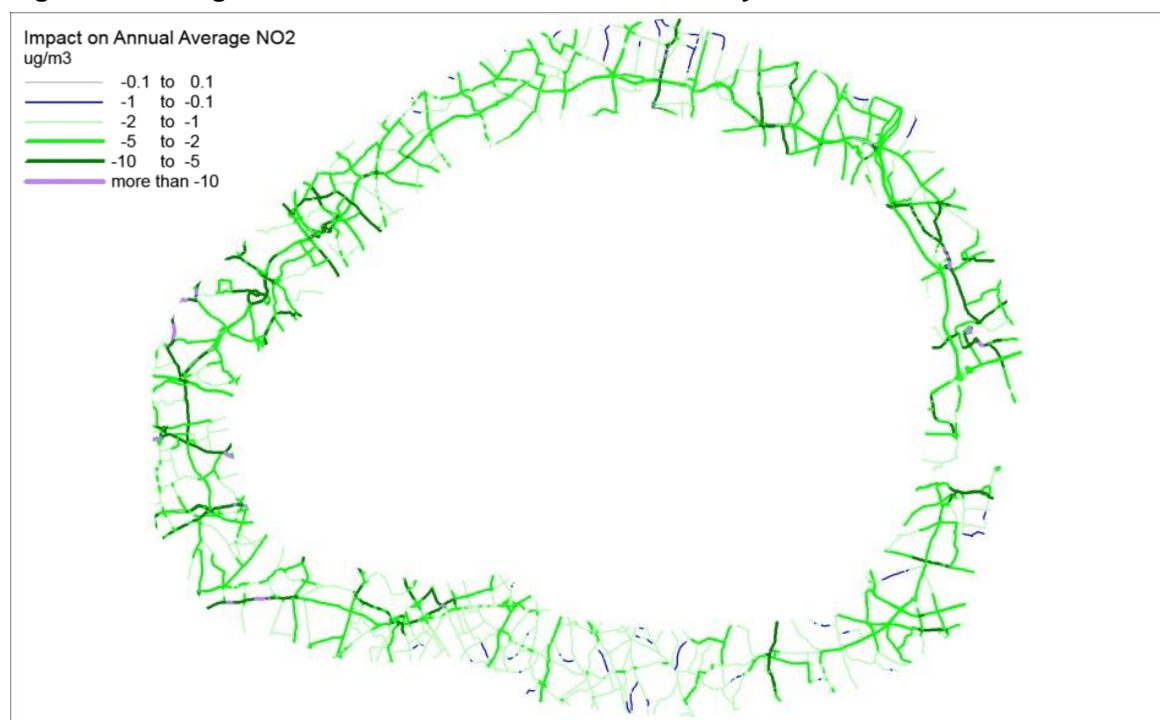 Impact on Annual Average NO2
ug/m3
-0.1 to 0.1
-1 to -0.1
-2 to -1
-5 to -2
-10 to -5
more than -10